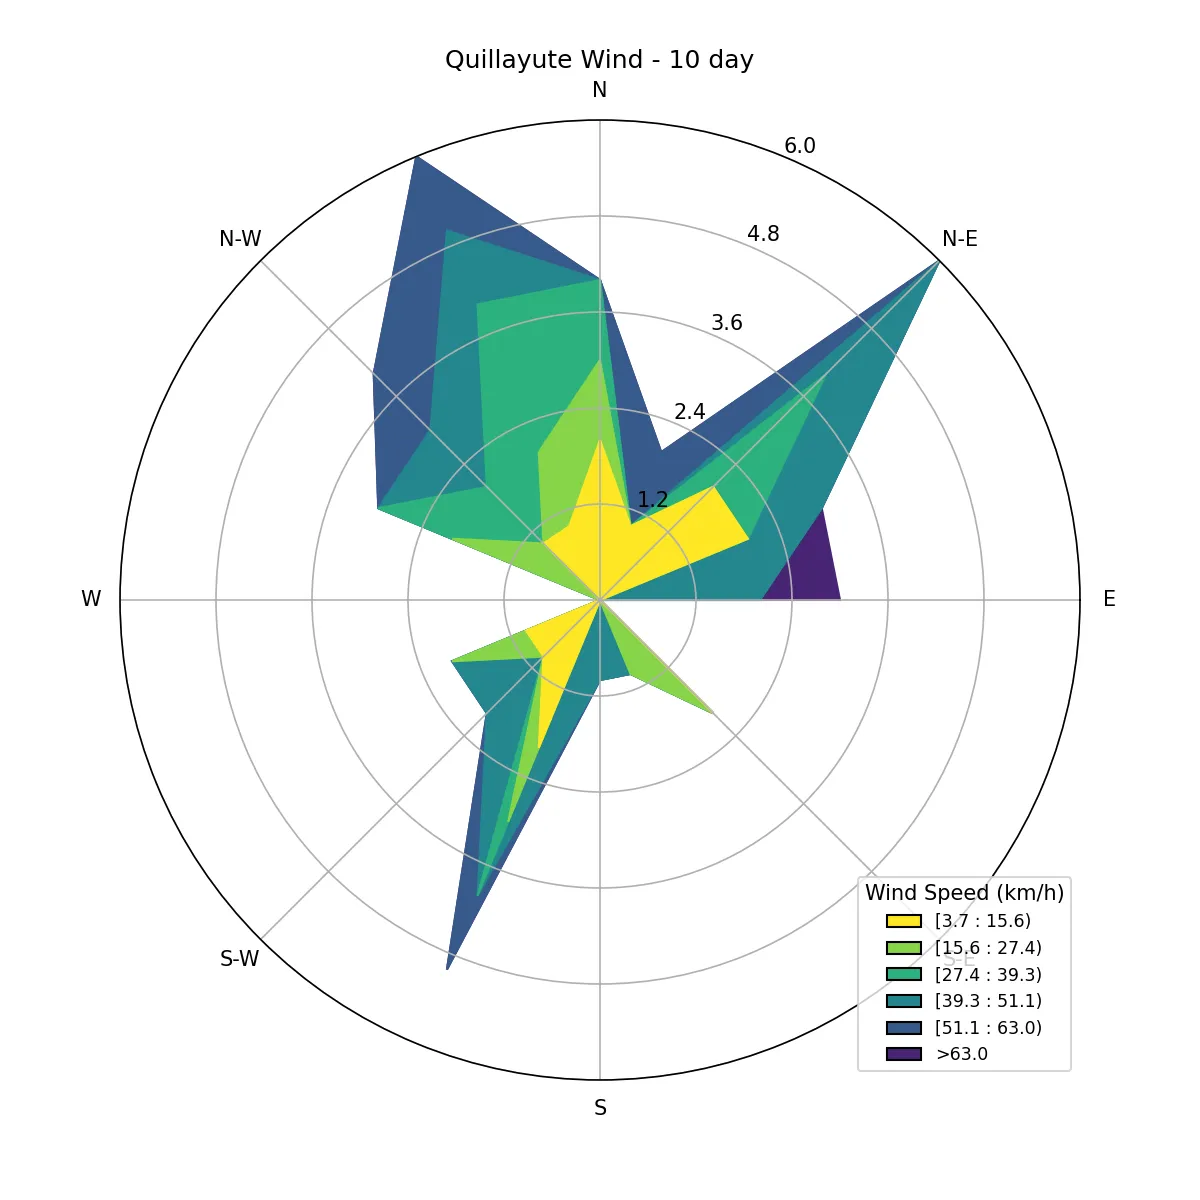 Quillayute Wind - 10 day
N
6.0
N-W
4.8
N-E
3.6
2.4
1.2
W
E
S-W
S-E
S
Wind Speed (km/h)
[3.7 : 15.6)
[15.6 : 27.4)
[27.4 : 39.3)
[39.3 : 51.1)
[51.1 : 63.0)
>63.0